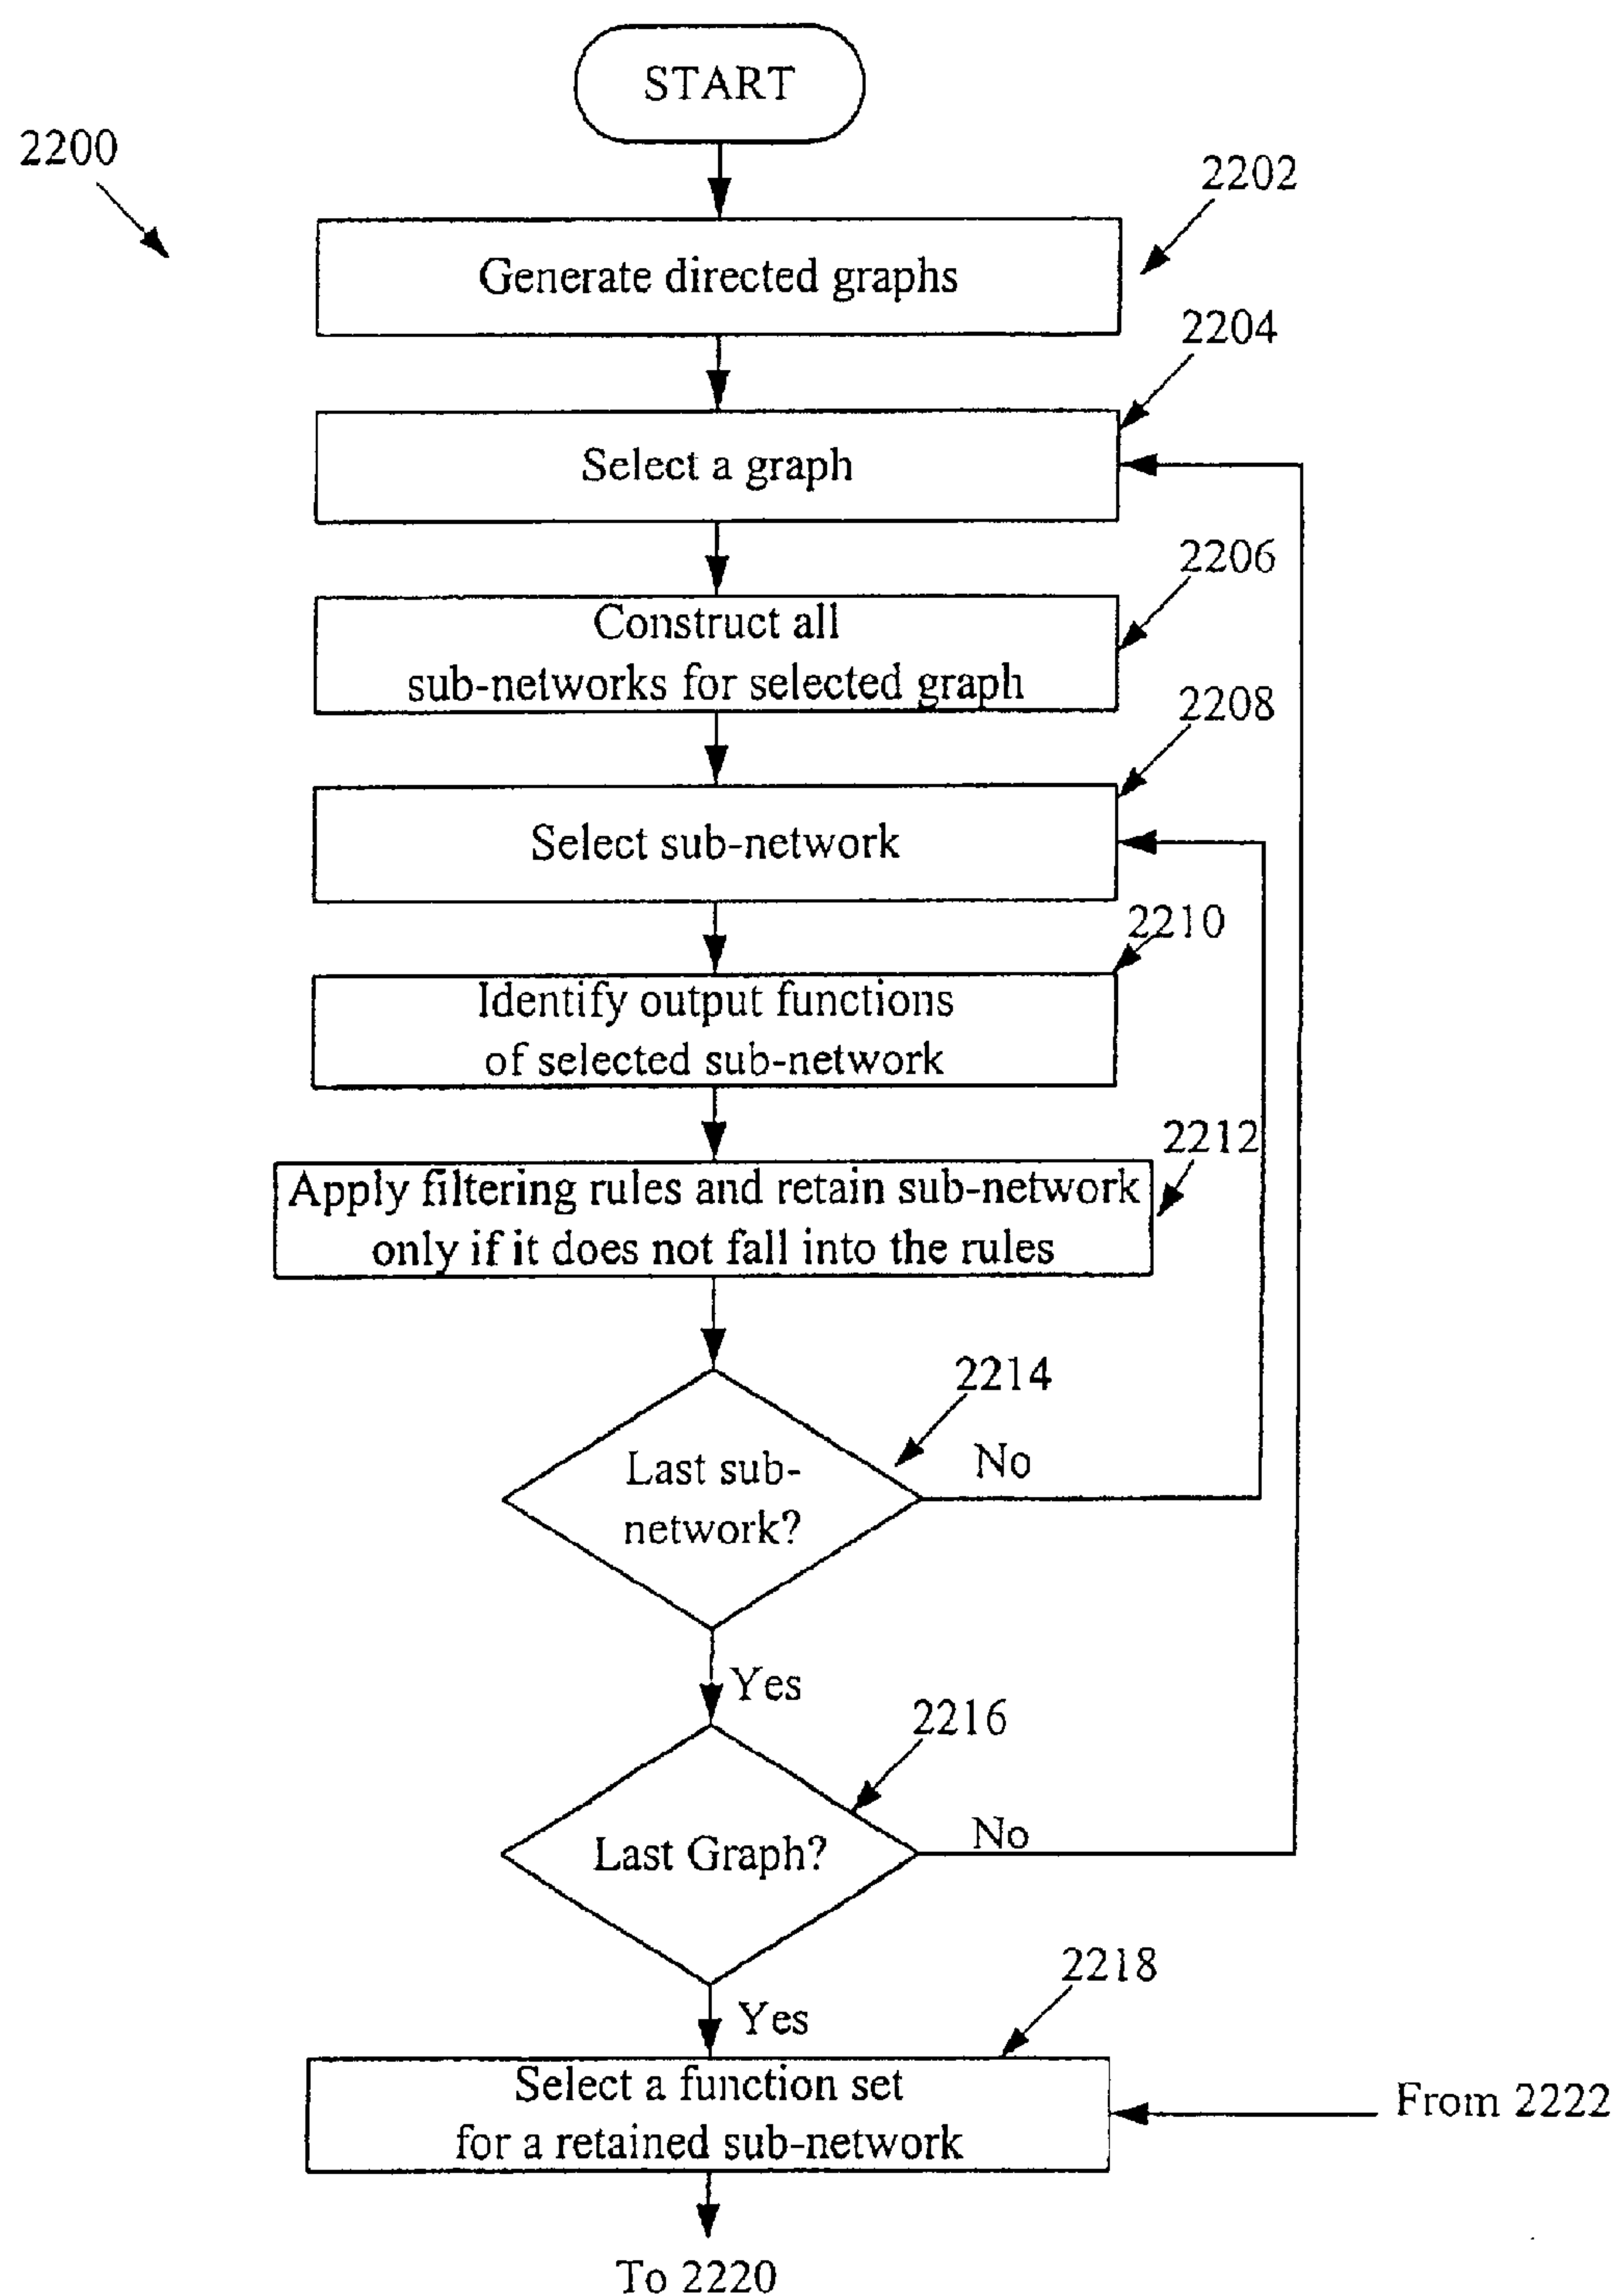 START
2200
2202
Generate directed graphs
2204
Select a graph
2206
Construct all
sub-networks for selected graph
2208
Select sub-network
2210
Identify output functions
of selected sub-network
2212
Apply filtering rules and retain sub-network
only if it does not fall into the rules
2214
Last sub-
network?
No
Yes
2216
Last Graph?
No
2218
Yes
Select a function set
for a retained sub-network
From 2222
To 2220